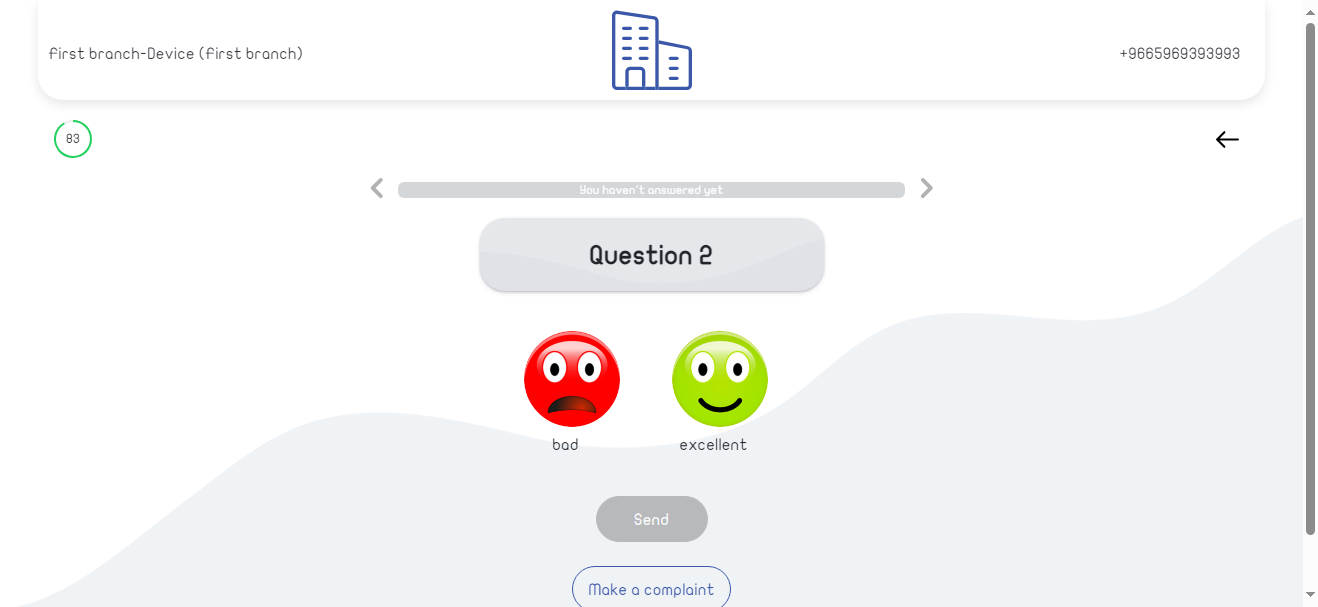 First branch-Device (First branch)
+9665969393993
83
You haven't answered yet
Question 2
bad
excellent
Send
Make a complaint